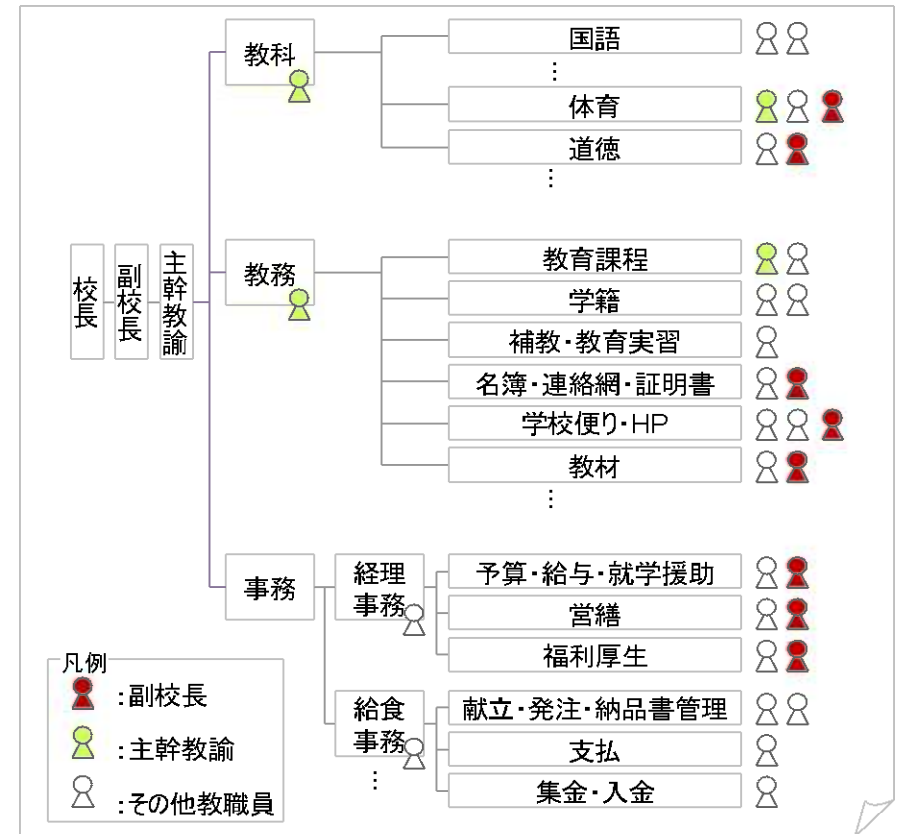 校長
副校長
主幹教諭
教科
国語
⋮
体育
道徳
⋮
教務
教育課程
学籍
補教・教育実習
名簿・連絡網・証明書
学校便り・HP
教材
⋮
事務
経理
事務
予算・給与・就学援助
営繕
福利厚生
給食
事務
⋮
献立・発注・納品書管理
支払
集金・入金
凡例
:副校長
:主幹教諭
:その他教職員